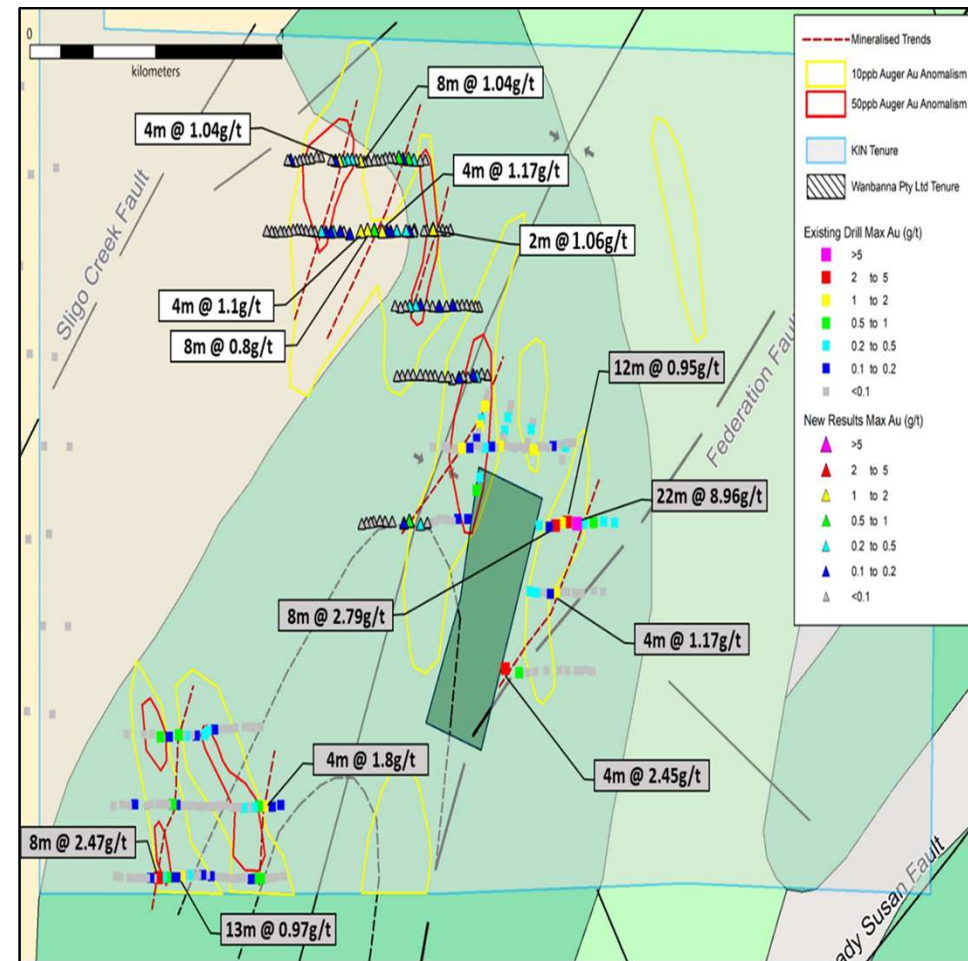 0
1
kilometers
8m @ 1.04g/t
4m @ 1.04g/t
4m @ 1.17g/t
2m @ 1.06g/t
4m @ 1.1g/t
8m @ 0.8g/t
Sligo Creek Fault
12m @ 0.95g/t
Federation Fault
22m @ 8.96g/t
8m @ 2.79g/t
4m @ 1.17g/t
4m @ 2.45g/t
4m @ 1.8g/t
8m @ 2.47g/t
13m @ 0.97g/t
ady Susan Fault
Mineralised Trends
10ppb Auger Au Anomalism
50ppb Auger Au Anomalism
KIN Tenure
Wanbanna Pty Ltd Tenure
Existing Drill Max Au (g/t)
>5
2 to 5
1 to 2
0.5 to 1
0.2 to 0.5
0.1 to 0.2
<0.1
New Results Max Au (g/t)
>5
2 to 5
1 to 2
0.5 to 1
0.2 to 0.5
0.1 to 0.2
<0.1